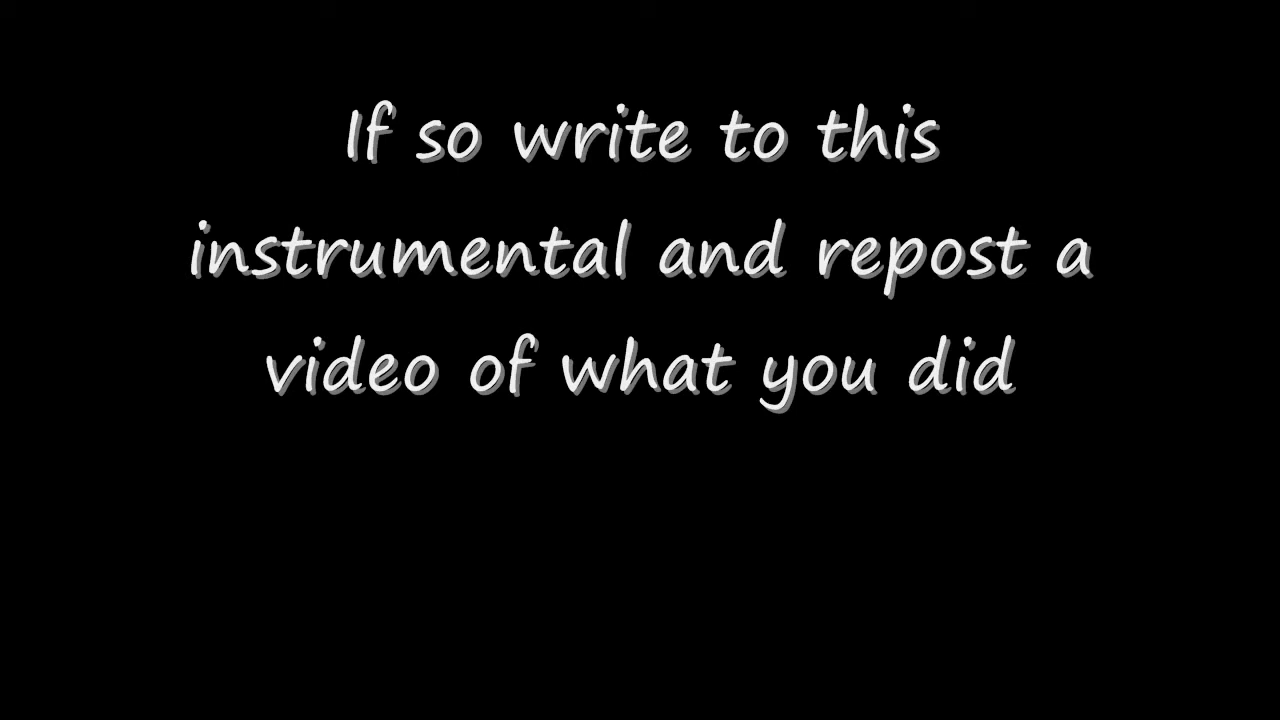 If so write to this
instrumental and repost a
video of what you did